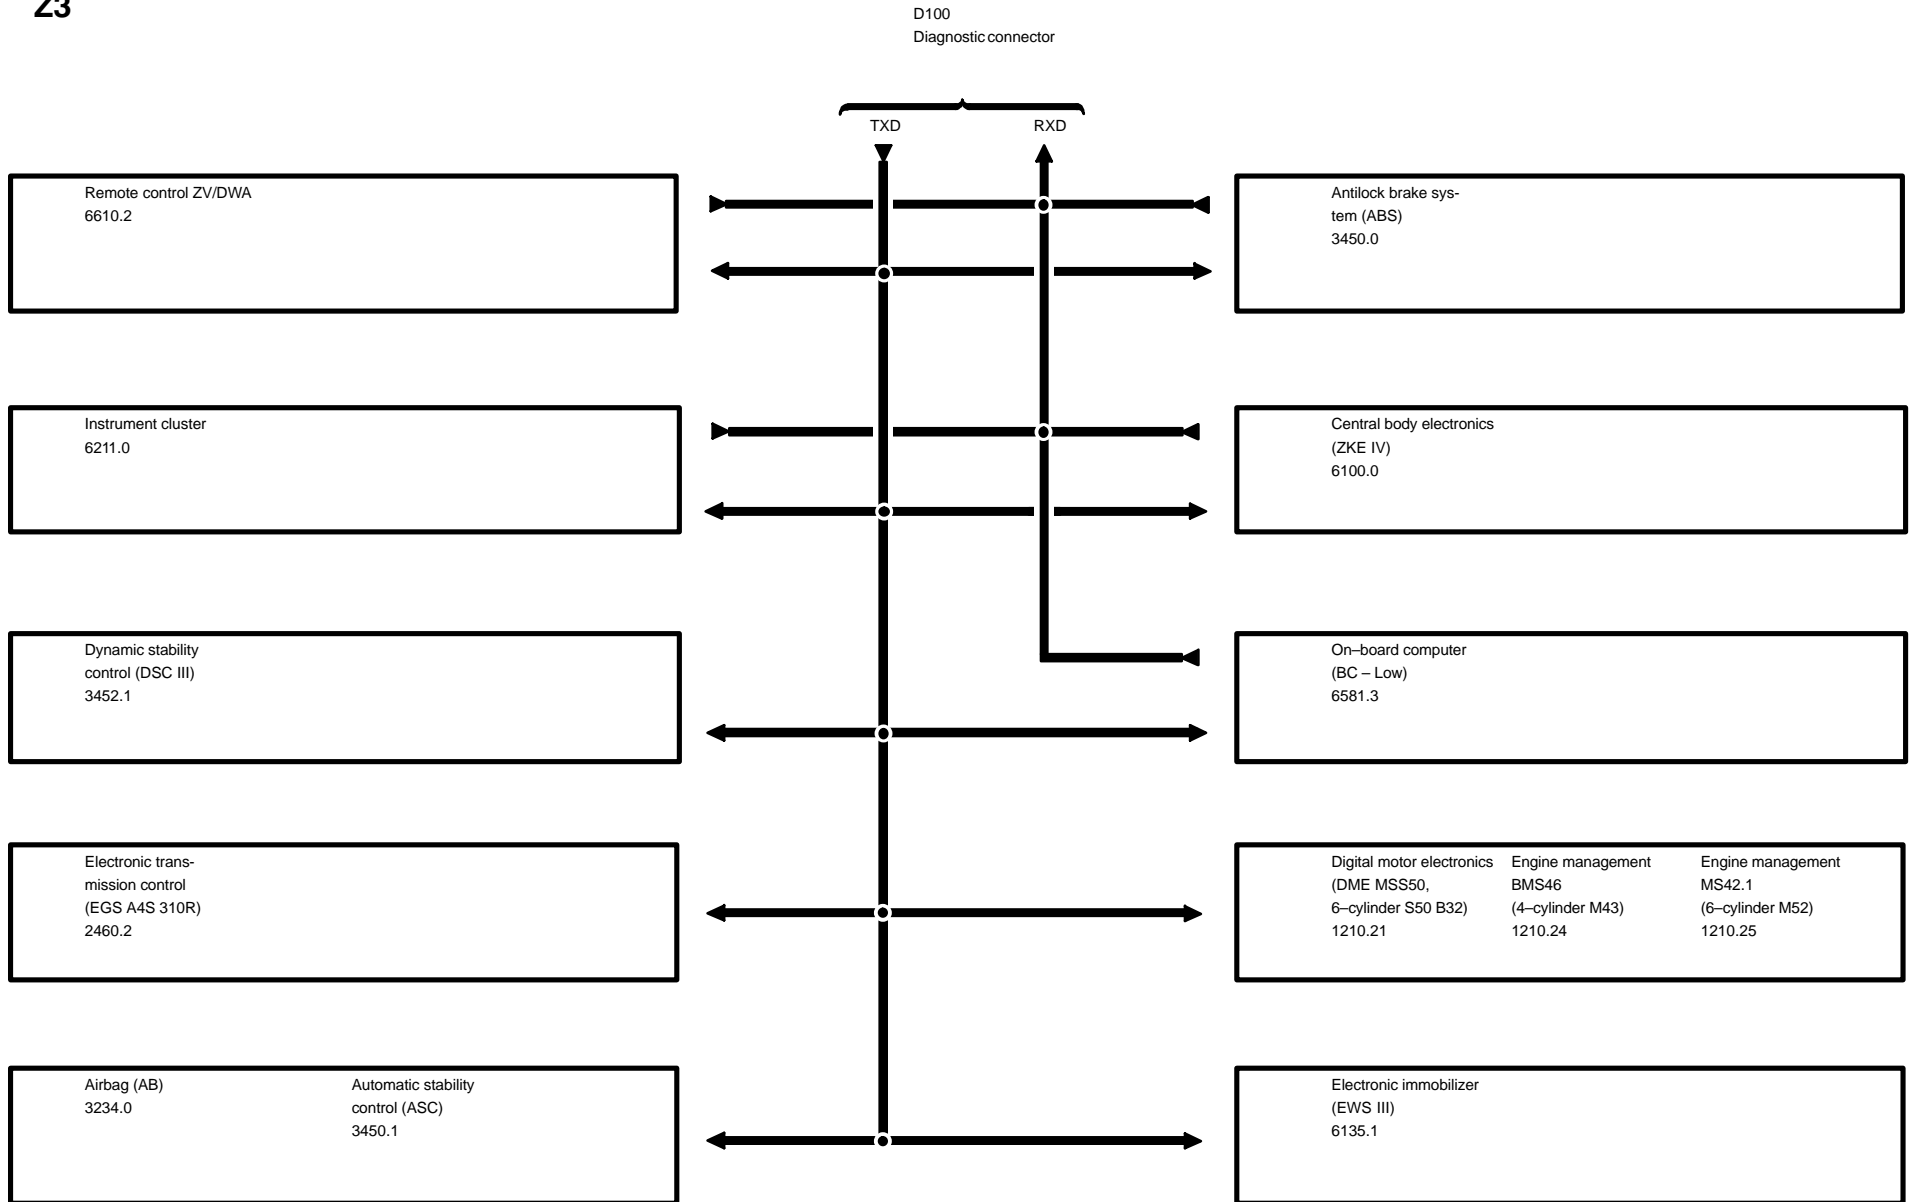 Z3
D100
Diagnostic connector
TXD
RXD
Remote control ZV/DWA
6610.2
Antilock brake sys-
tem (ABS)
3450.0
Instrument cluster
6211.0
Central body electronics
(ZKE IV)
6100.0
Dynamic stability
control (DSC III)
3452.1
On–board computer
(BC – Low)
6581.3
Electronic trans-
mission control
(EGS A4S 310R)
2460.2
Digital motor electronics
(DME MSS50,
6–cylinder S50 B32)
1210.21
Engine management
BMS46
(4–cylinder M43)
1210.24
Engine management
MS42.1
(6–cylinder M52)
1210.25
Airbag (AB)
3234.0
Automatic stability
control (ASC)
3450.1
Electronic immobilizer
(EWS III)
6135.1